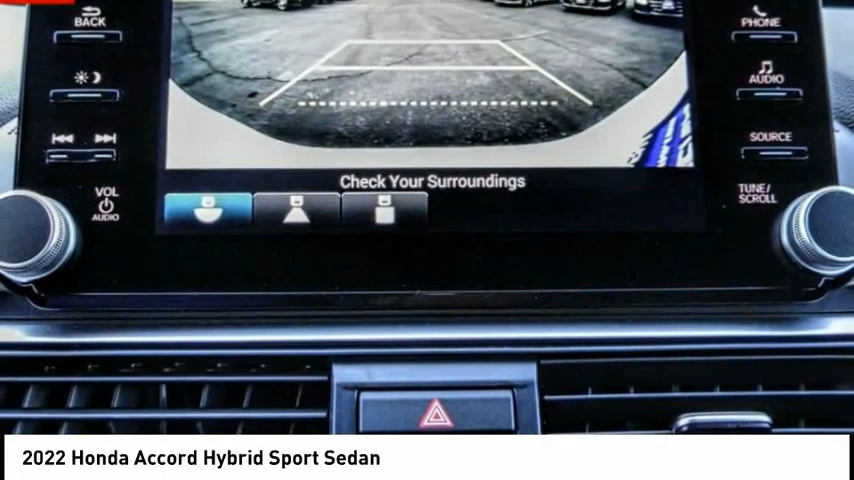 BACK
PHONE
AUDIO
SOURCE
VOL
AUDIO
TUNE/
SCROLL
Check Your Surroundings
2022 Honda Accord Hybrid Sport Sedan